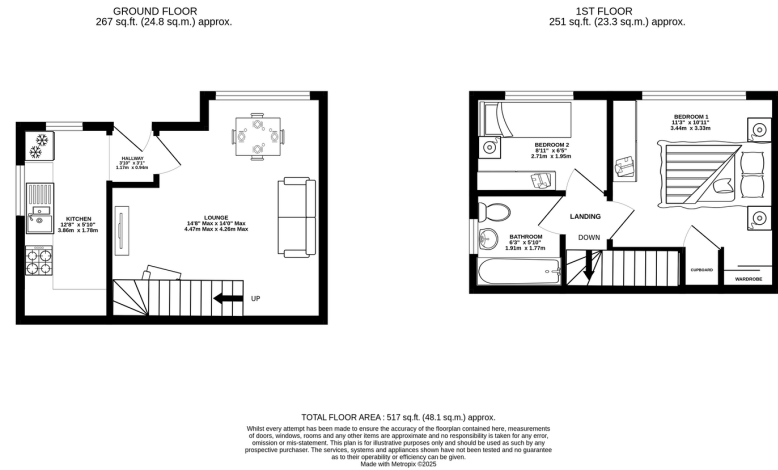 GROUND FLOOR
267 sq.ft. (24.8 sq.m.) approx.
1ST FLOOR
251 sq.ft. (23.3 sq.m.) approx.
HALLWAY
3'10" x 3'1"
1.17m x 0.94m
KITCHEN
12'8" x 5'10"
3.86m x 1.78m
LOUNGE
14'8" Max x 14'0" Max
4.47m Max x 4.26m Max
UP
BEDROOM 2
8'11" x 6'5"
2.71m x 1.95m
BEDROOM 1
11'3" x 10'11"
3.44m x 3.33m
LANDING
DOWN
BATHROOM
6'3" x 5'10"
1.91m x 1.77m
CUPBOARD
WARDROBE
TOTAL FLOOR AREA : 517 sq.ft. (48.1 sq.m.) approx.
Whilst every attempt has been made to ensure the accuracy of the floorplan contained here, measurements
of doors, windows, rooms and any other items are approximate and no responsibility is taken for any error,
omission or mis-statement. This plan is for illustrative purposes only and should be used as such by any
prospective purchaser. The services, systems and appliances shown have not been tested and no guarantee
as to their operability or efficiency can be given.
Made with Metropix ©2025